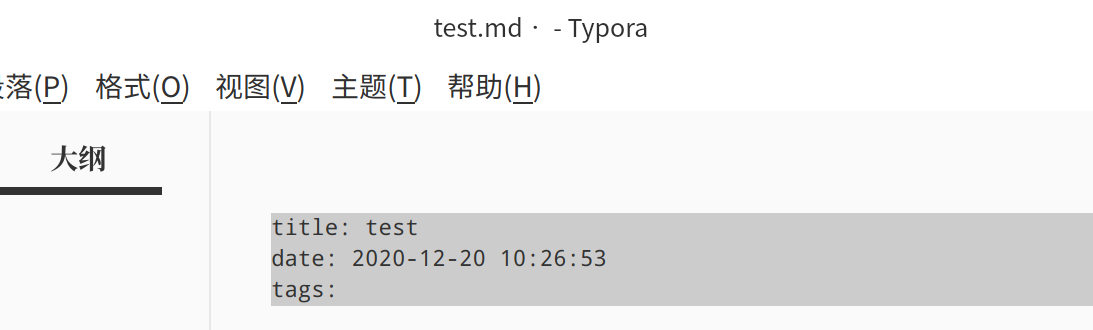 test.md · - Typora
落(P) 格式(O) 视图(V) 主题(T) 帮助(H)
大纲
title: test
date: 2020-12-20 10:26:53
tags: